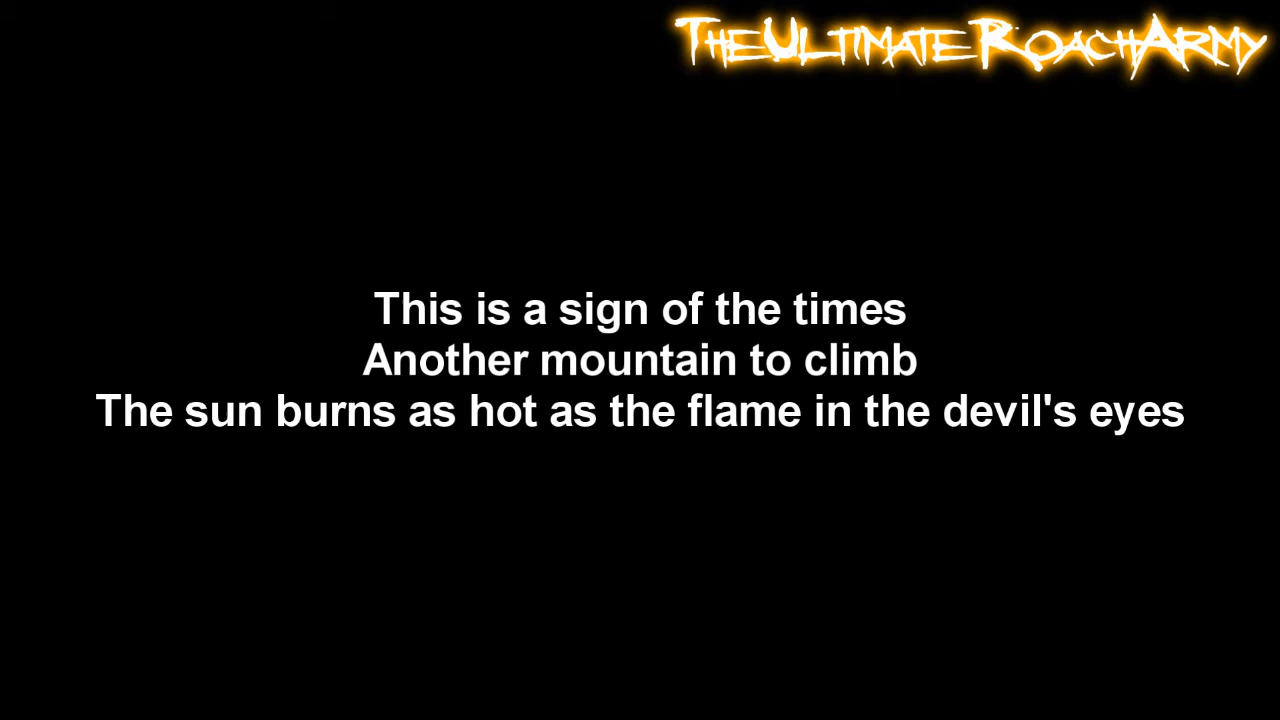 TheUltimateRoachArmy
This is a sign of the times
Another mountain to climb
The sun burns as hot as the flame in the devil's eyes